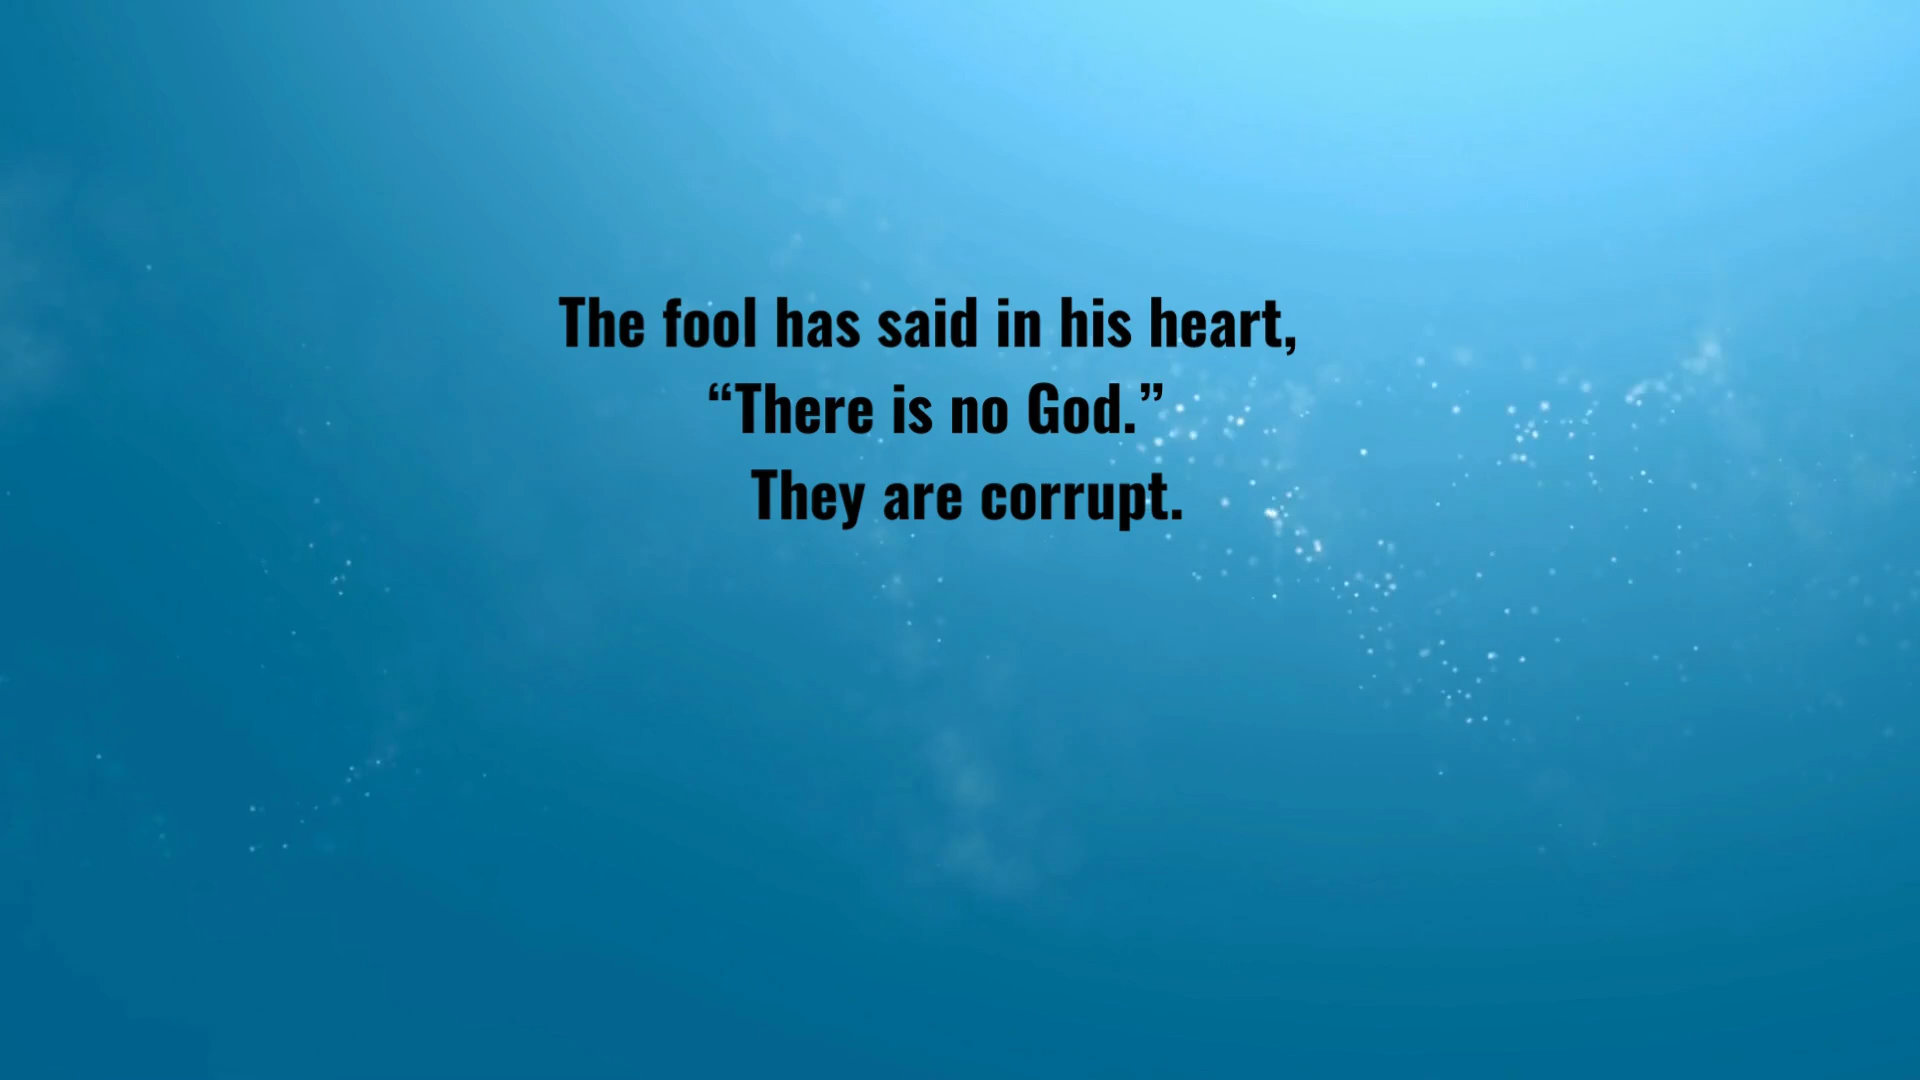 The fool has said in his heart,
“There is no God.”
They are corrupt.